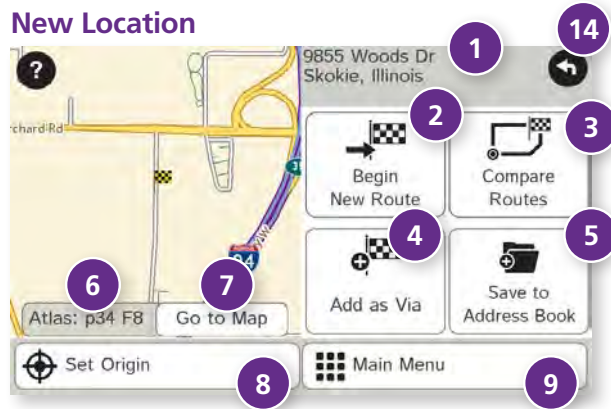 New Location
9855 Woods Dr
Skokie, Illinois
1
14
?
chard Rd
2
3
Begin
New Route
Compare
Routes
94
4
5
Add as Via
Save to
Address Book
6
7
Atlas: p34 F8
Go to Map
Set Origin
8
Main Menu
9